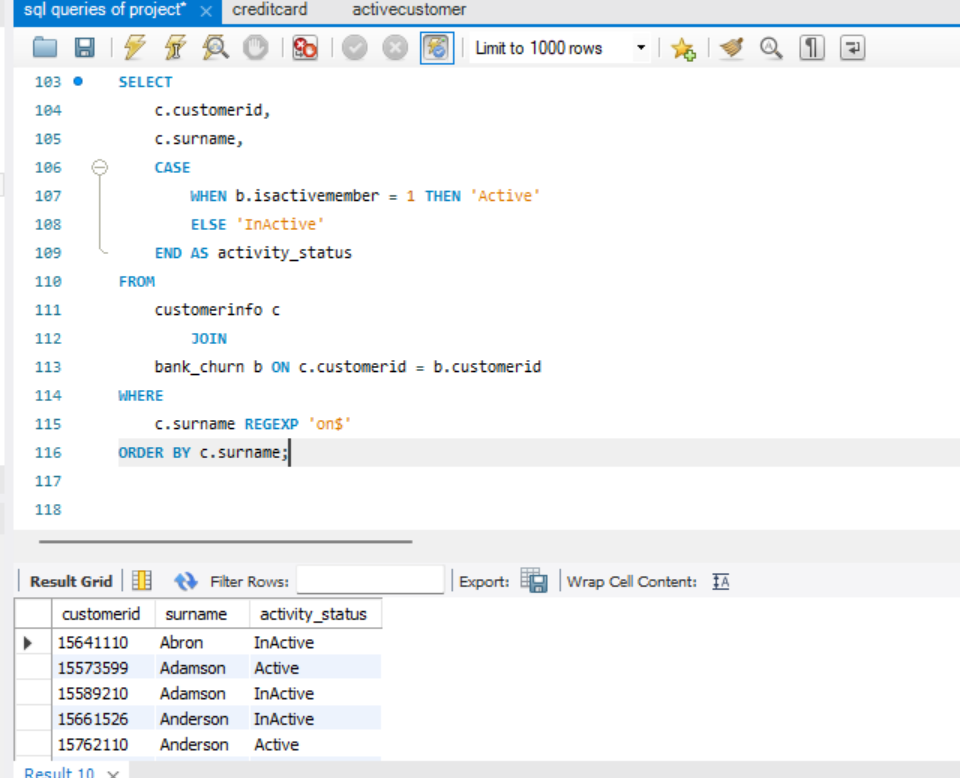 sql queries of project* × creditcard activecustomer
Limit to 1000 rows
103 SELECT
104 c.customerid,
105 c.surname,
106 CASE
107 WHEN b.isactivemember = 1 THEN 'Active'
108 ELSE 'InActive'
109 END AS activity_status
110 FROM
111 customerinfo c
112 JOIN
113 bank_churn b ON c.customerid = b.customerid
114 WHERE
115 c.surname REGEXP 'on$'
116 ORDER BY c.surname;
117
118
Result Grid Filter Rows: Export: Wrap Cell Content: IA
customerid surname activity_status
15641110 Abron InActive
15573599 Adamson Active
15589210 Adamson InActive
15661526 Anderson InActive
15762110 Anderson Active
Result 10 ×